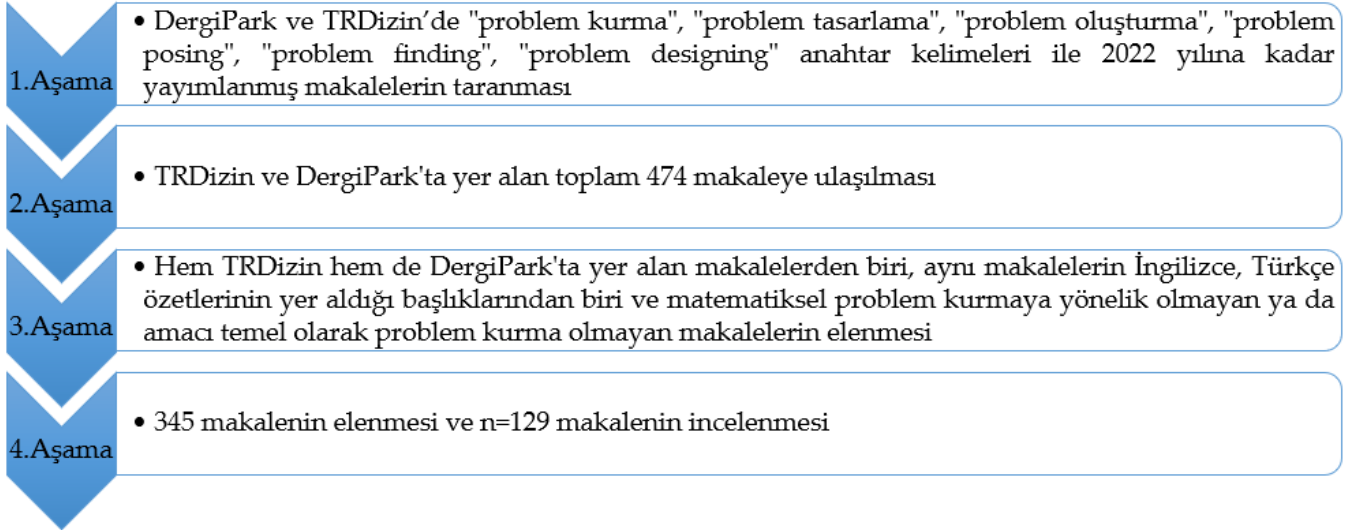 1.Aşama
• DergiPark ve TRDizin’de "problem kurma", "problem tasarlama", "problem oluşturma", "problem
posing", "problem finding", "problem designing" anahtar kelimeleri ile 2022 yılına kadar
yayımlanmış makalelerin taranması
2.Aşama
• TRDizin ve DergiPark'ta yer alan toplam 474 makaleye ulaşılması
3.Aşama
• Hem TRDizin hem de DergiPark'ta yer alan makalelerden biri, aynı makalelerin İngilizce, Türkçe
özetlerinin yer aldığı başlıklarından biri ve matematiksel problem kurmaya yönelik olmayan ya da
amacı temel olarak problem kurma olmayan makalelerin elenmesi
4.Aşama
• 345 makalenin elenmesi ve n=129 makalenin incelenmesi